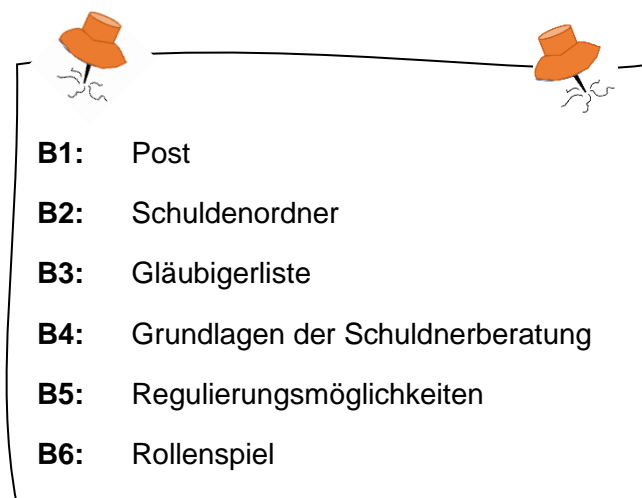 B1: Post
B2: Schuldenordner
B3: Gläubigerliste
B4: Grundlagen der Schuldnerberatung
B5: Regulierungsmöglichkeiten
B6: Rollenspiel